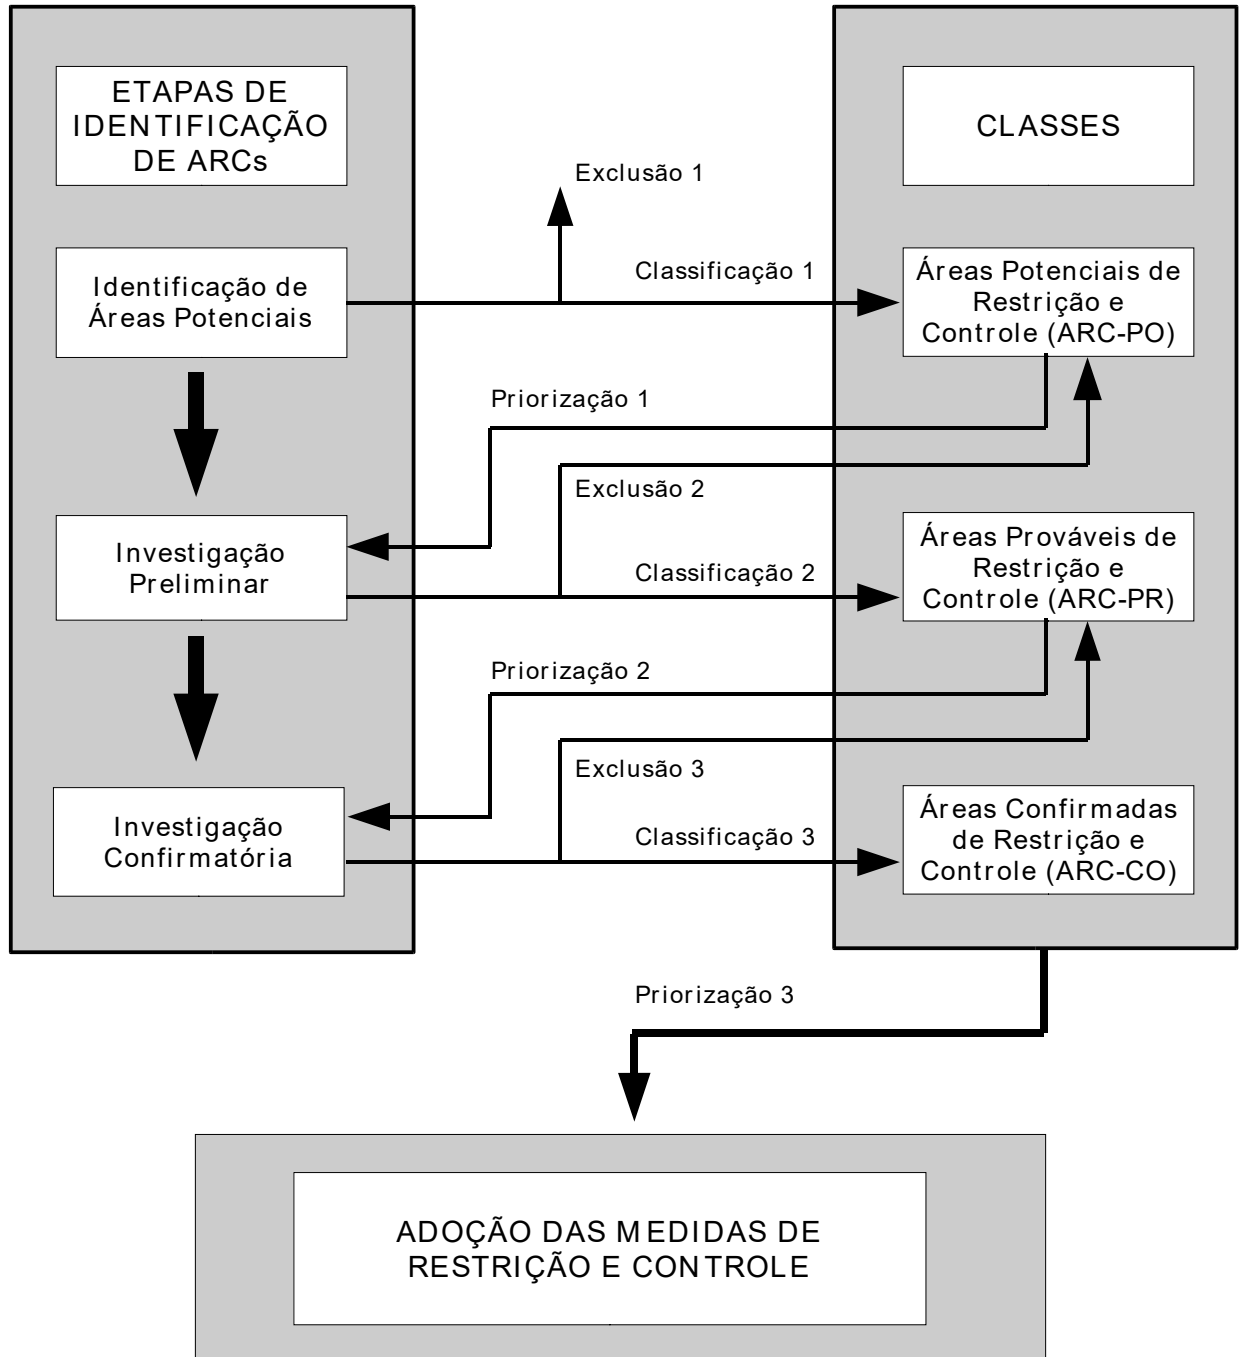 ETAPAS DE
IDENTIFICAÇÃO
DE ARCs
CLASSES
Exclusão 1
Classificação 1
Identificação de
Áreas Potenciais
Áreas Potenciais de
Restrição e
Controle (ARC-PO)
Priorização 1
Exclusão 2
Investigação
Preliminar
Classificação 2
Áreas Prováveis de
Restrição e
Controle (ARC-PR)
Priorização 2
Exclusão 3
Investigação
Confirmatória
Classificação 3
Áreas Confirmadas
de Restrição e
Controle (ARC-CO)
Priorização 3
ADOÇÃO DAS MEDIDAS DE
RESTRIÇÃO E CONTROLE